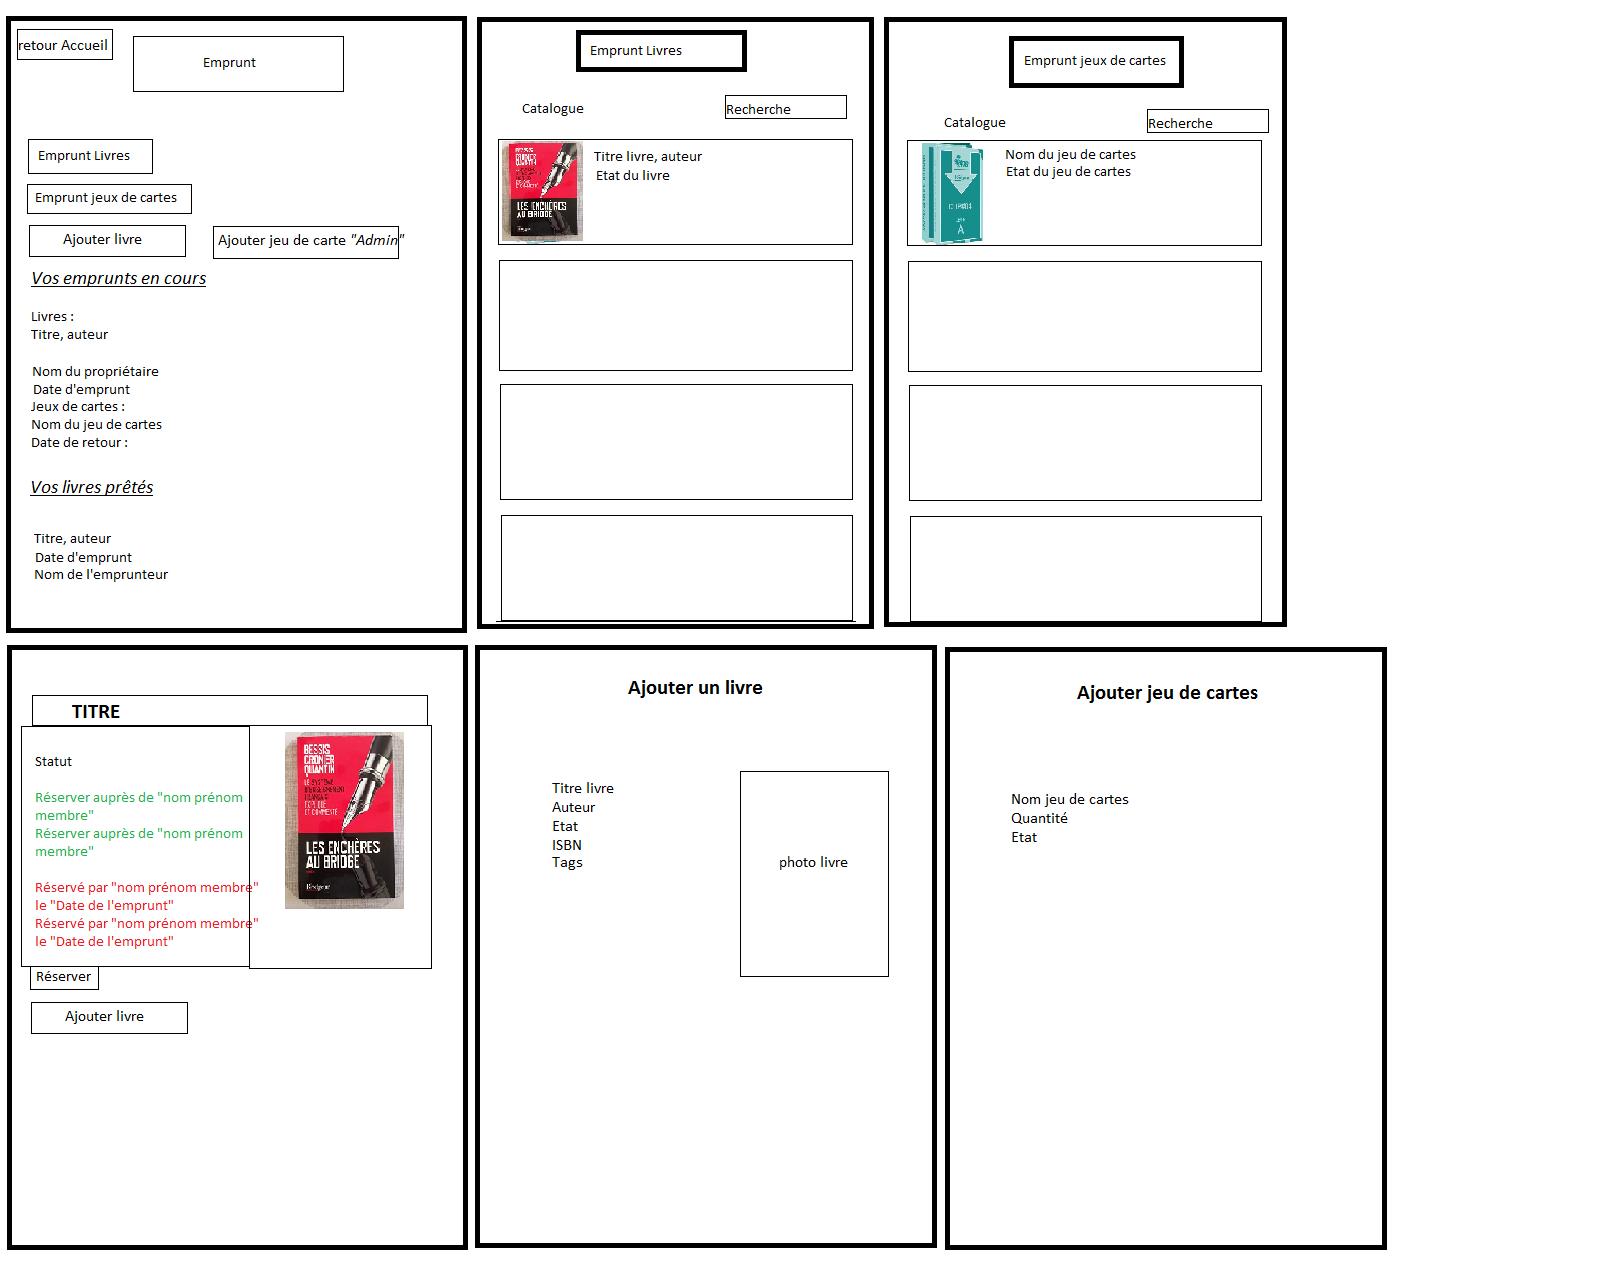 retour Accueil
Emprunt
Emprunt Livres
Emprunt jeux de cartes
Ajouter livre
Ajouter jeu de carte "Admin"
Vos emprunts en cours
Livres :
Titre, auteur
Nom du propriétaire
Date d'emprunt
Jeux de cartes :
Nom du jeu de cartes
Date de retour :
Vos livres prêtés
Titre, auteur
Date d'emprunt
Nom de l'emprunteur
Emprunt Livres
Catalogue
Recherche
Titre livre, auteur
Etat du livre
LES ENCHÈRES
AU BRIDGE
Emprunt jeux de cartes
Catalogue
Recherche
Nom du jeu de cartes
Etat du jeu de cartes
A
TITRE
Statut
Réserver auprès de "nom prénom
membre"
Réserver auprès de "nom prénom
membre"
Réservé par "nom prénom membre"
le "Date de l'emprunt"
Réservé par "nom prénom membre"
le "Date de l'emprunt"
BESSIS
CRONIER
QUANTIN
LES ENCHÈRES
AU BRIDGE
Réserver
Ajouter livre
Ajouter un livre
Titre livre
Auteur
Etat
ISBN
Tags
photo livre
Ajouter jeu de cartes
Nom jeu de cartes
Quantité
Etat